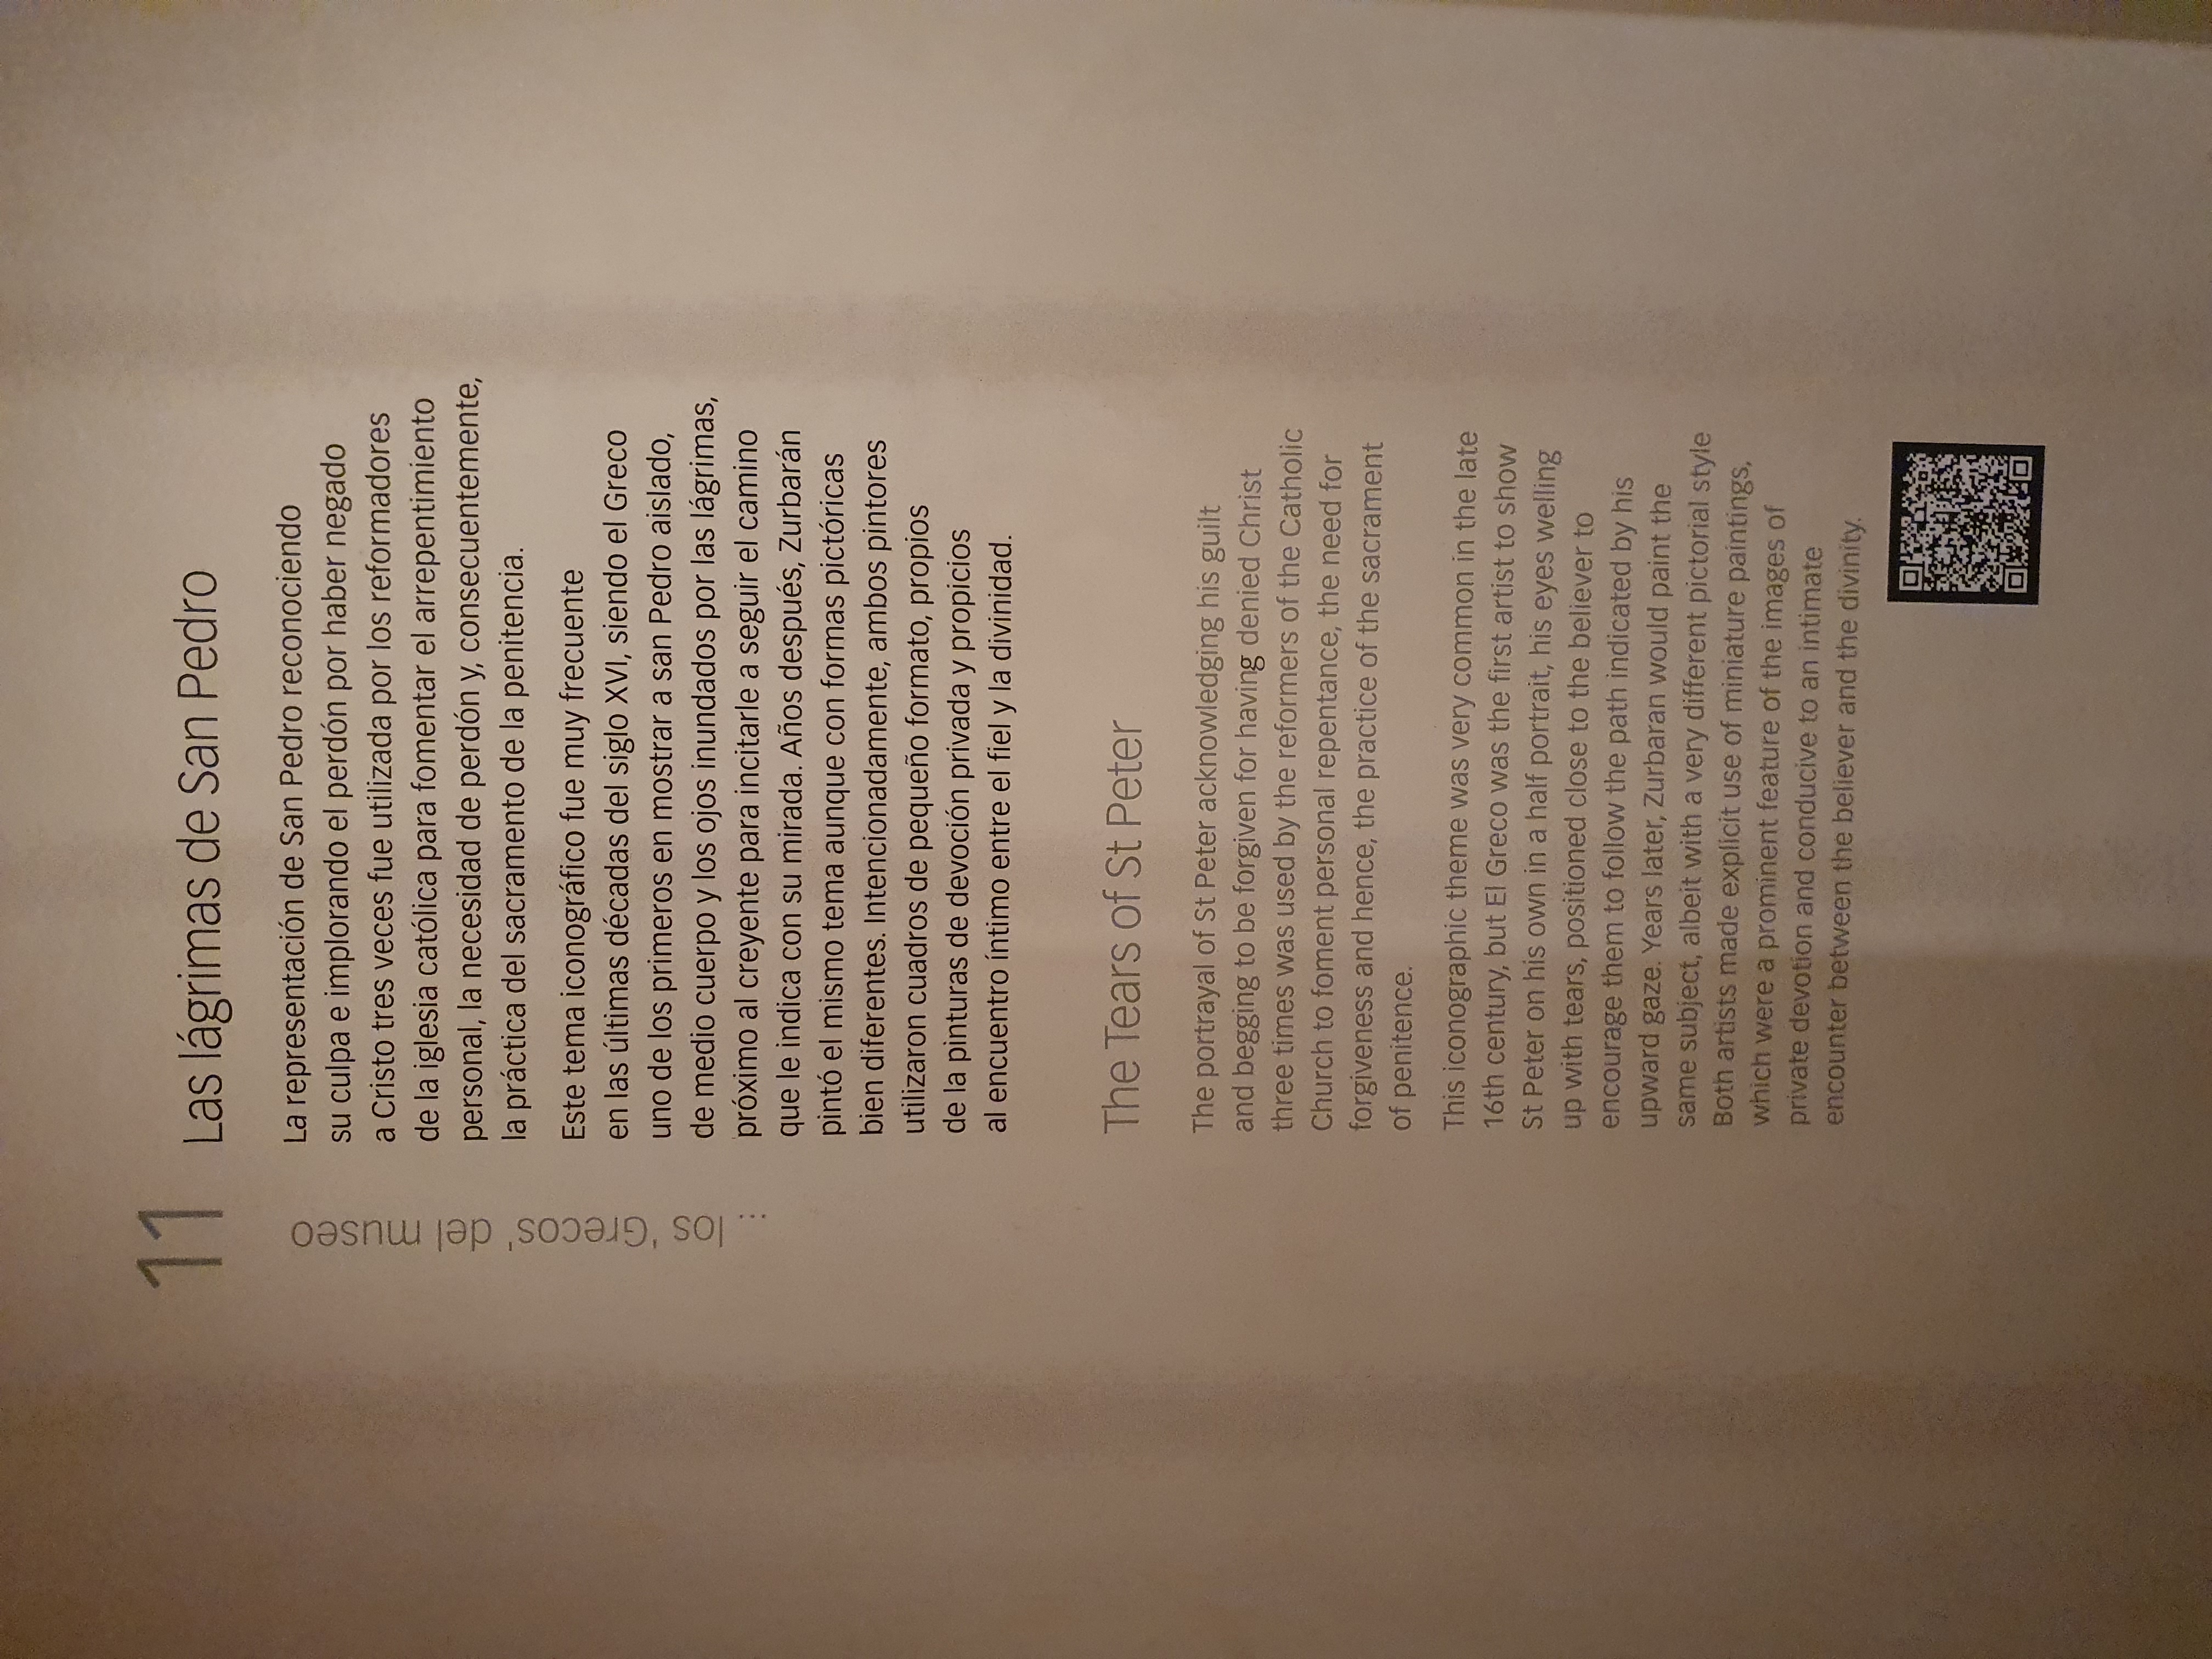 11
Las lágrimas de San Pedro
los 'Grecos' del museo
...
La representación de San Pedro reconociendo
su culpa e implorando el perdón por haber negado
a Cristo tres veces fue utilizada por los reformadores
de la iglesia católica para fomentar el arrepentimiento
personal, la necesidad de perdón y, consecuentemente,
la práctica del sacramento de la penitencia.
Este tema iconográfico fue muy frecuente
en las últimas décadas del siglo XVI, siendo el Greco
uno de los primeros en mostrar a san Pedro aislado,
de medio cuerpo y los ojos inundados por las lágrimas,
próximo al creyente para incitarle a seguir el camino
que le indica con su mirada. Años después, Zurbarán
pintó el mismo tema aunque con formas pictóricas
bien diferentes. Intencionadamente, ambos pintores
utilizaron cuadros de pequeño formato, propios
de la pinturas de devoción privada y propicios
al encuentro íntimo entre el fiel y la divinidad.
The Tears of St Peter
The portrayal of St Peter acknowledging his guilt
and begging to be forgiven for having denied Christ
three times was used by the reformers of the Catholic
Church to foment personal repentance, the need for
forgiveness and hence, the practice of the sacrament
of penitence.
This iconographic theme was very common in the late
16th century, but El Greco was the first artist to show
St Peter on his own in a half portrait, his eyes welling
up with tears, positioned close to the believer to
encourage them to follow the path indicated by his
upward gaze. Years later, Zurbaran would paint the
same subject, albeit with a very different pictorial style
Both artists made explicit use of miniature paintings,
which were a prominent feature of the images of
private devotion and conducive to an intimate
encounter between the believer and the divinity.